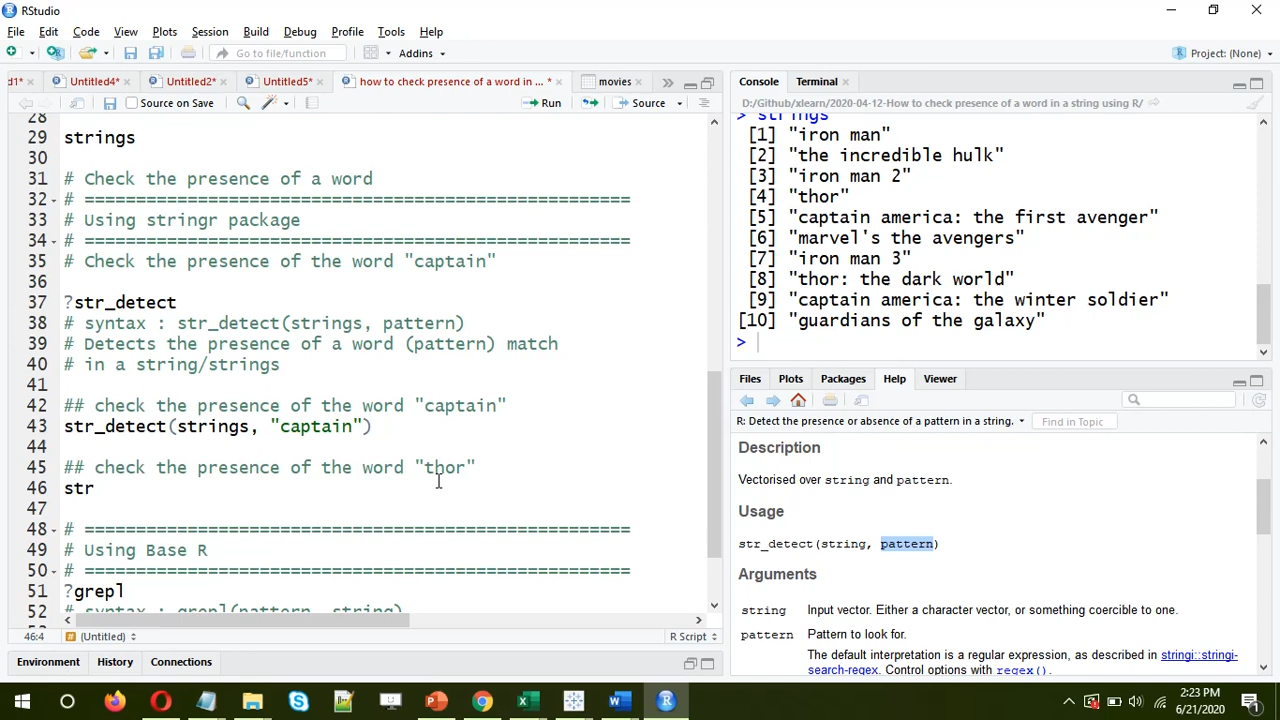 RStudio
File Edit Code View Plots Session Build Debug Profile Tools Help
Go to file/function
Addins
Project: (None)
d1* Untitled4* Untitled2* Untitled5* how to check presence of a word in ... * movies
Source on Save
Run
Source
28
29 strings
30
31 # Check the presence of a word
32 # =====================================================
33 # Using stringr package
34 # =====================================================
35 # Check the presence of the word "captain"
36
37 ?str_detect
38 # syntax : str_detect(strings, pattern)
39 # Detects the presence of a word (pattern) match
40 # in a string/strings
41
42 ## check the presence of the word "captain"
43 str_detect(strings, "captain")
44
45 ## check the presence of the word "thor"
46 str
47
48 # =====================================================
49 # Using Base R
50 # =====================================================
51 ?grepl
52 # syntax : grepl(pattern, string)
46:4 (Untitled) R Script
Environment History Connections
Console Terminal
D:/Github/xlearn/2020-04-12-How to check presence of a word in a string using R/
> strings
[1] "iron man"
[2] "the incredible hulk"
[3] "iron man 2"
[4] "thor"
[5] "captain america: the first avenger"
[6] "marvel's the avengers"
[7] "iron man 3"
[8] "thor: the dark world"
[9] "captain america: the winter soldier"
[10] "guardians of the galaxy"
>
Files Plots Packages Help Viewer
R: Detect the presence or absence of a pattern in a string. Find in Topic
Description
Vectorised over string and pattern.
Usage
str_detect(string, pattern)
Arguments
string Input vector. Either a character vector, or something coercible to one.
pattern Pattern to look for.
The default interpretation is a regular expression, as described in stringi::stringi-
search-regex. Control options with regex().
2:23 PM
6/21/2020